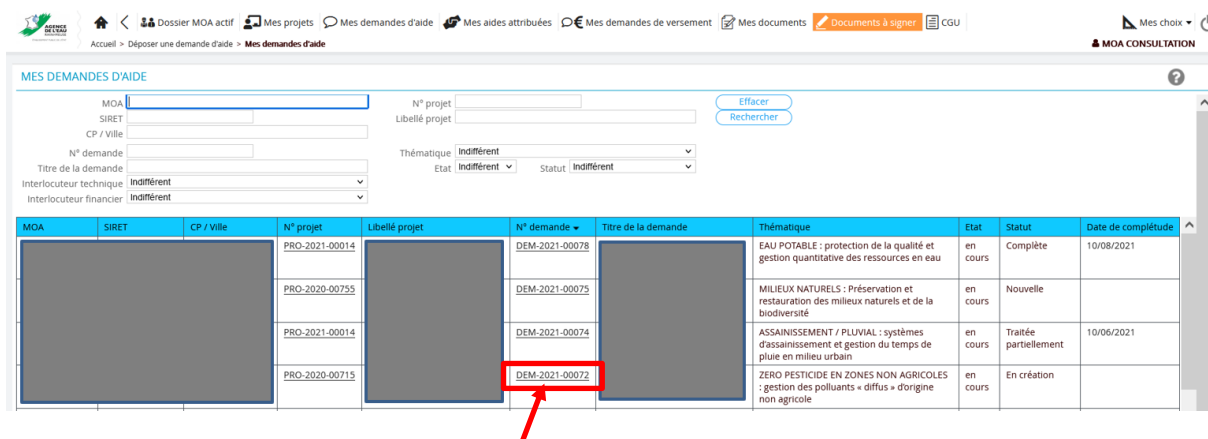 AGENCE DE L'EAU
Dossier MOA actif Mes projets Mes demandes d'aide Mes aides attribuées Mes demandes de versement Mes documents Documents à signer CGU Mes choix
Accueil > Déposer une demande d'aide > Mes demandes d'aide MOA CONSULTATION
MES DEMANDES D'AIDE ?
MOA N° projet Effacer
SIRET Libellé projet Rechercher
CP / Ville
N° demande Thématique Indifférent
Titre de la demande Etat Indifférent Statut Indifférent
Interlocuteur technique Indifférent
Interlocuteur financier Indifférent
MOA SIRET CP / Ville N° projet Libellé projet N° demande Titre de la demande Thématique Etat Statut Date de complétude
PRO-2021-00014 DEM-2021-00078 EAU POTABLE : protection de la qualité et en Complète 10/08/2021
gestion quantitative des ressources en eau cours
PRO-2020-00755 DEM-2021-00075 MILIEUX NATURELS : Préservation et en Nouvelle
restauration des milieux naturels et de la cours
biodiversité
PRO-2021-00014 DEM-2021-00074 ASSAINISSEMENT / PLUVIAL : systèmes en Traitée 10/06/2021
d'assainissement et gestion du temps de cours partiellement
pluie en milieu urbain
PRO-2020-00715 DEM-2021-00072 ZERO PESTICIDE EN ZONES NON AGRICOLES en En création
: gestion des polluants « diffus » d'origine cours
non agricole